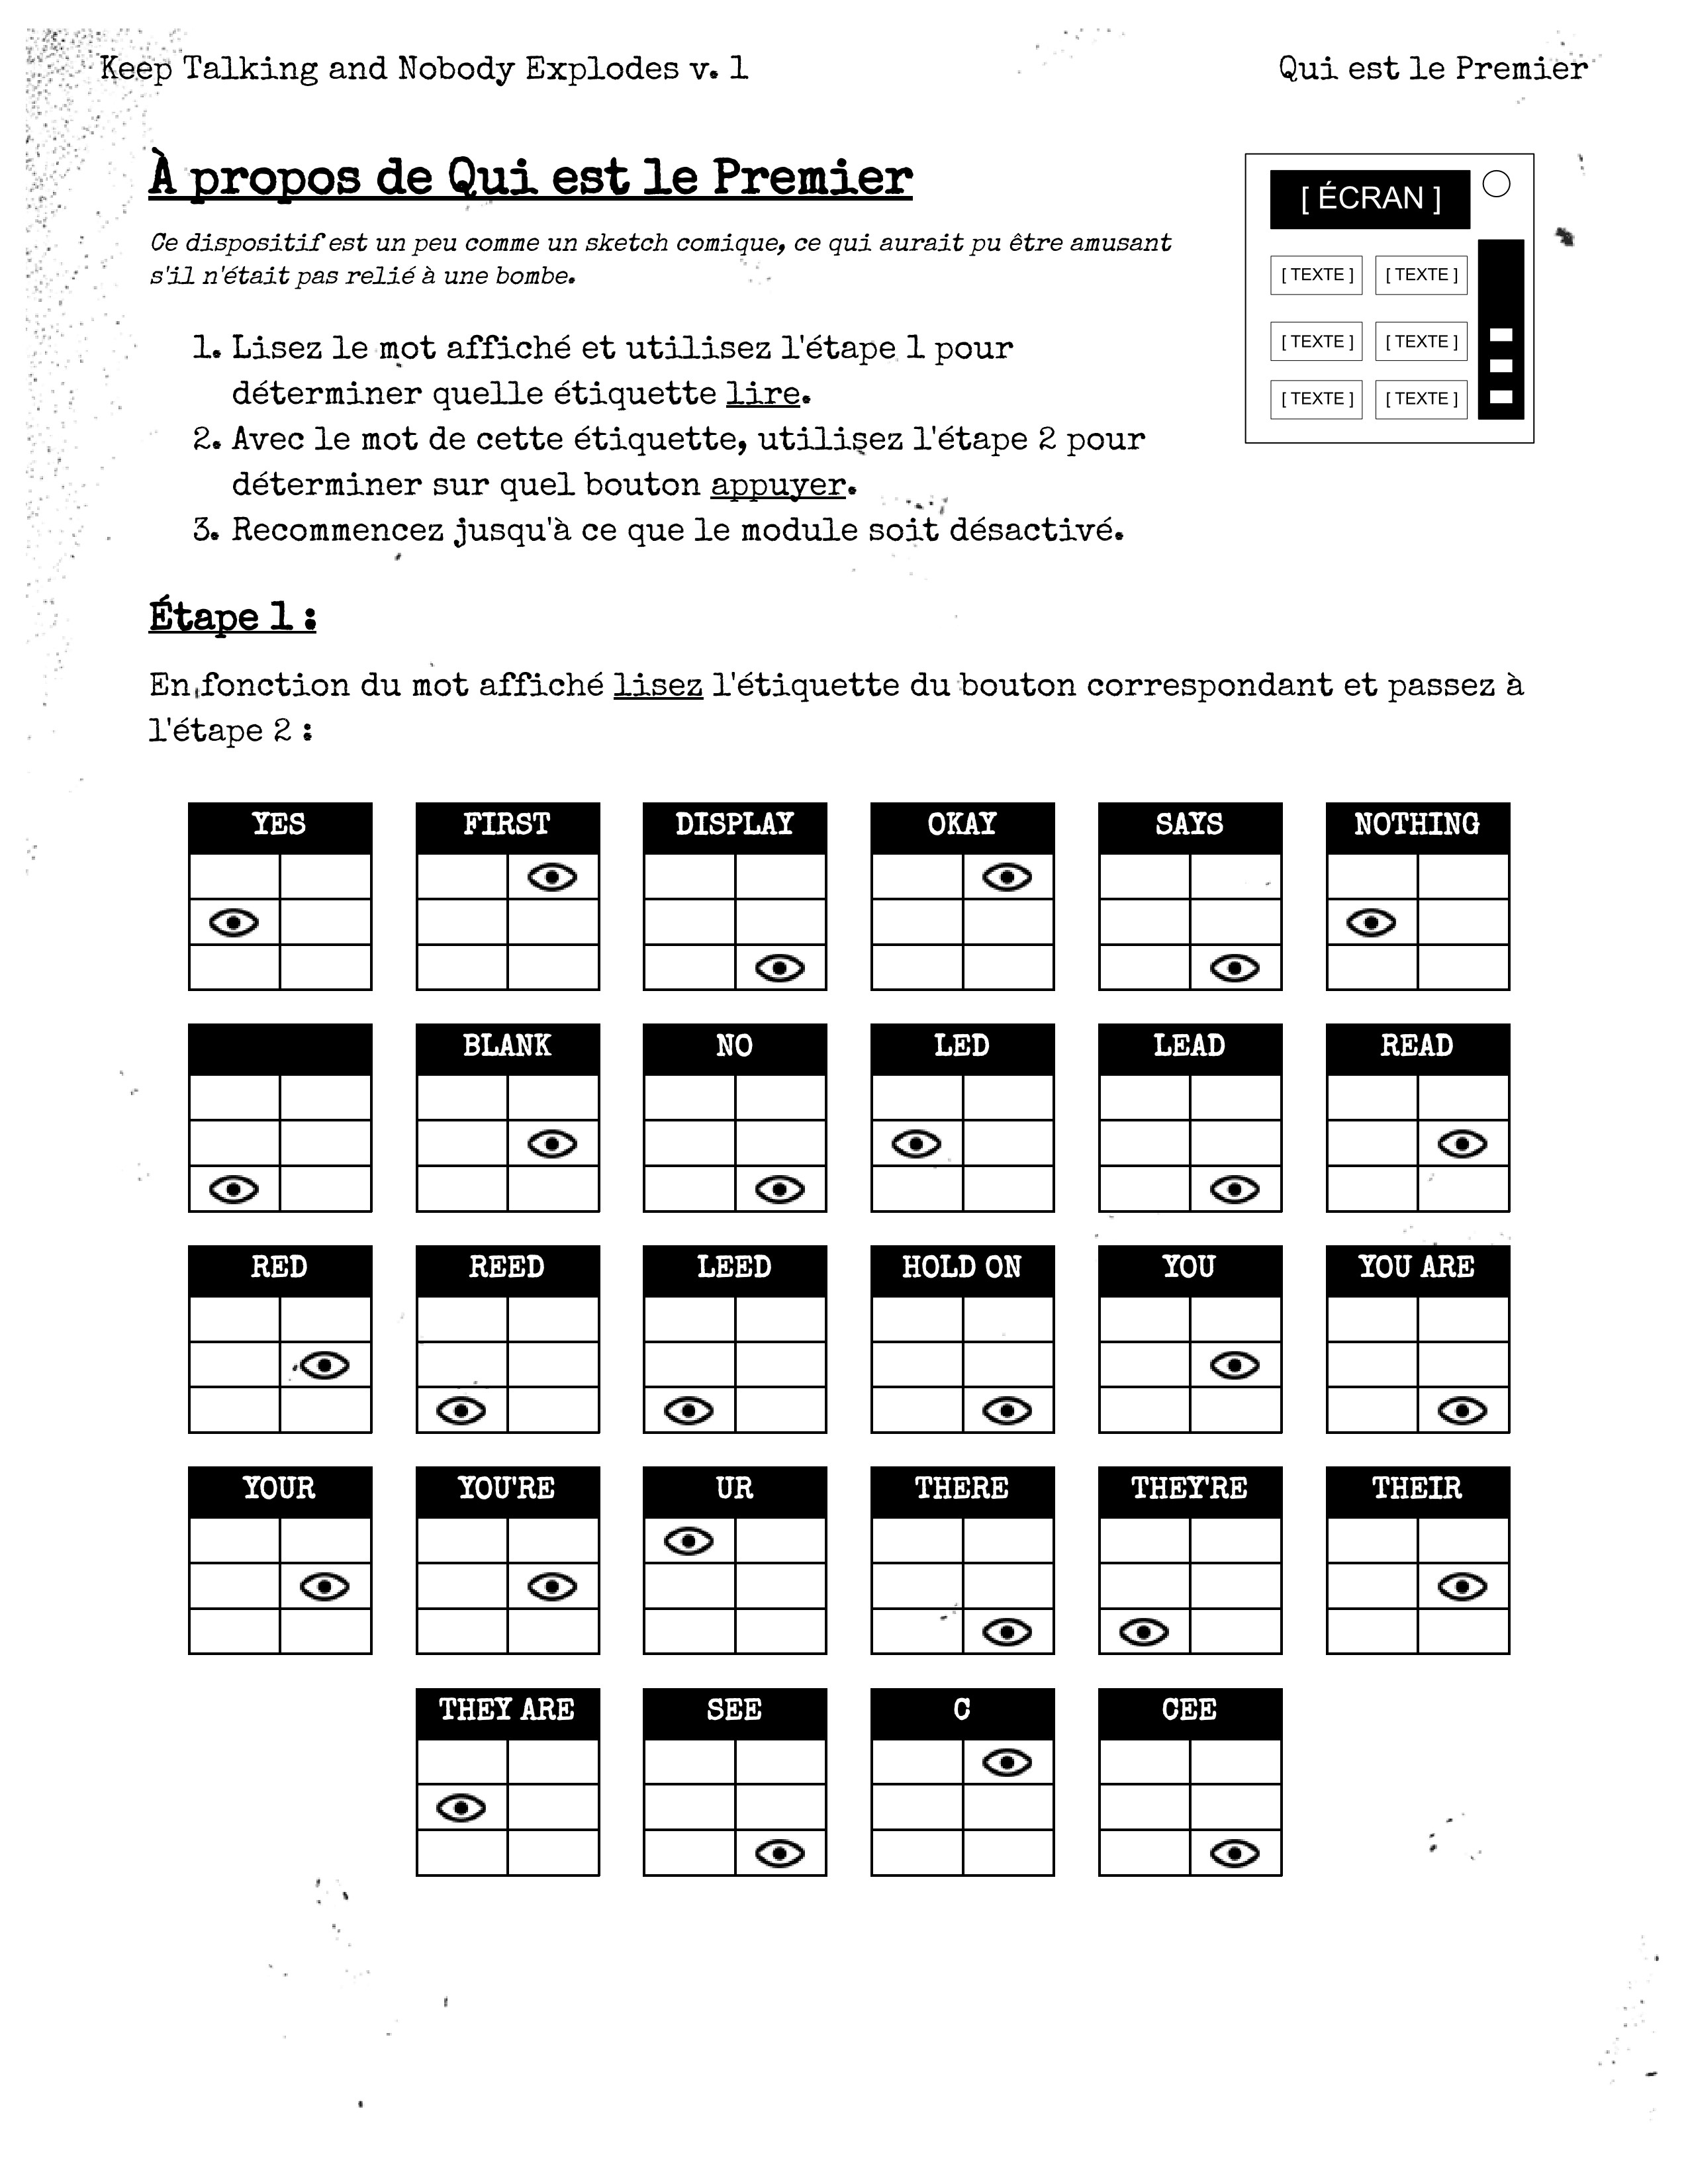 Keep Talking and Nobody Explodes v. 1
Qui est le Premier
À propos de Qui est le Premier
Ce dispositif est un peu comme un sketch comique, ce qui aurait pu être amusant
s'il n'était pas relié à une bombe.
[ ÉCRAN ]
[ TEXTE ] [ TEXTE ]
[ TEXTE ] [ TEXTE ]
[ TEXTE ] [ TEXTE ]
1. Lisez le mot affiché et utilisez l'étape 1 pour
déterminer quelle étiquette lire.
2. Avec le mot de cette étiquette, utilisez l'étape 2 pour
déterminer sur quel bouton appuyer.
3. Recommencez jusqu'à ce que le module soit désactivé.
Étape 1 :
En fonction du mot affiché lisez l'étiquette du bouton correspondant et passez à
l'étape 2 :
YES FIRST DISPLAY OKAY SAYS NOTHING
BLANK NO LED LEAD READ
RED REED LEED HOLD ON YOU YOU ARE
YOUR YOU'RE UR THERE THEY'RE THEIR
THEY ARE SEE C CEE